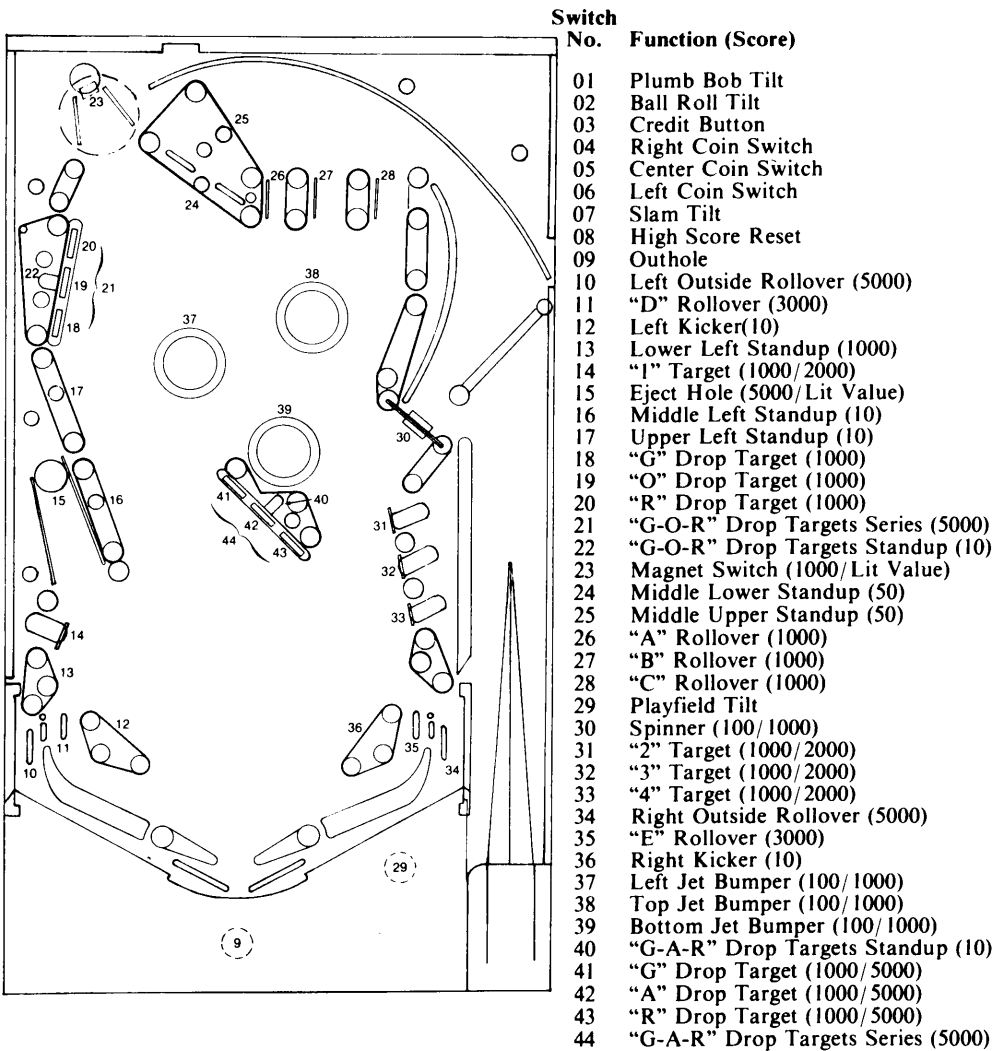 Switch
No. Function (Score)
01 Plumb Bob Tilt
02 Ball Roll Tilt
03 Credit Button
04 Right Coin Switch
05 Center Coin Switch
06 Left Coin Switch
07 Slam Tilt
08 High Score Reset
09 Outhole
10 Left Outside Rollover (5000)
11 “D” Rollover (3000)
12 Left Kicker(10)
13 Lower Left Standup (1000)
14 “1” Target (1000/2000)
15 Eject Hole (5000/Lit Value)
16 Middle Left Standup (10)
17 Upper Left Standup (10)
18 “G” Drop Target (1000)
19 “O” Drop Target (1000)
20 “R” Drop Target (1000)
21 “G-O-R” Drop Targets Series (5000)
22 “G-O-R” Drop Targets Standup (10)
23 Magnet Switch (1000/Lit Value)
24 Middle Lower Standup (50)
25 Middle Upper Standup (50)
26 “A” Rollover (1000)
27 “B” Rollover (1000)
28 “C” Rollover (1000)
29 Playfield Tilt
30 Spinner (100/1000)
31 “2” Target (1000/2000)
32 “3” Target (1000/2000)
33 “4” Target (1000/2000)
34 Right Outside Rollover (5000)
35 “E” Rollover (3000)
36 Right Kicker (10)
37 Left Jet Bumper (100/1000)
38 Top Jet Bumper (100/1000)
39 Bottom Jet Bumper (100/1000)
40 “G-A-R” Drop Targets Standup (10)
41 “G” Drop Target (1000/5000)
42 “A” Drop Target (1000/5000)
43 “R” Drop Target (1000/5000)
44 “G-A-R” Drop Targets Series (5000)
23
25
26
27
28
24
20
22
19
21
18
38
37
17
39
30
15
16
41
40
42
31
44
43
32
33
14
13
12
36
11
35
10
34
29
9